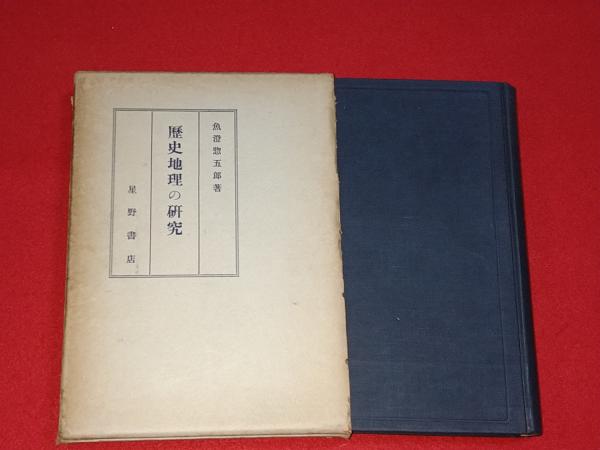 魚澄惣五郎著
歴史地理の研究
星野書店